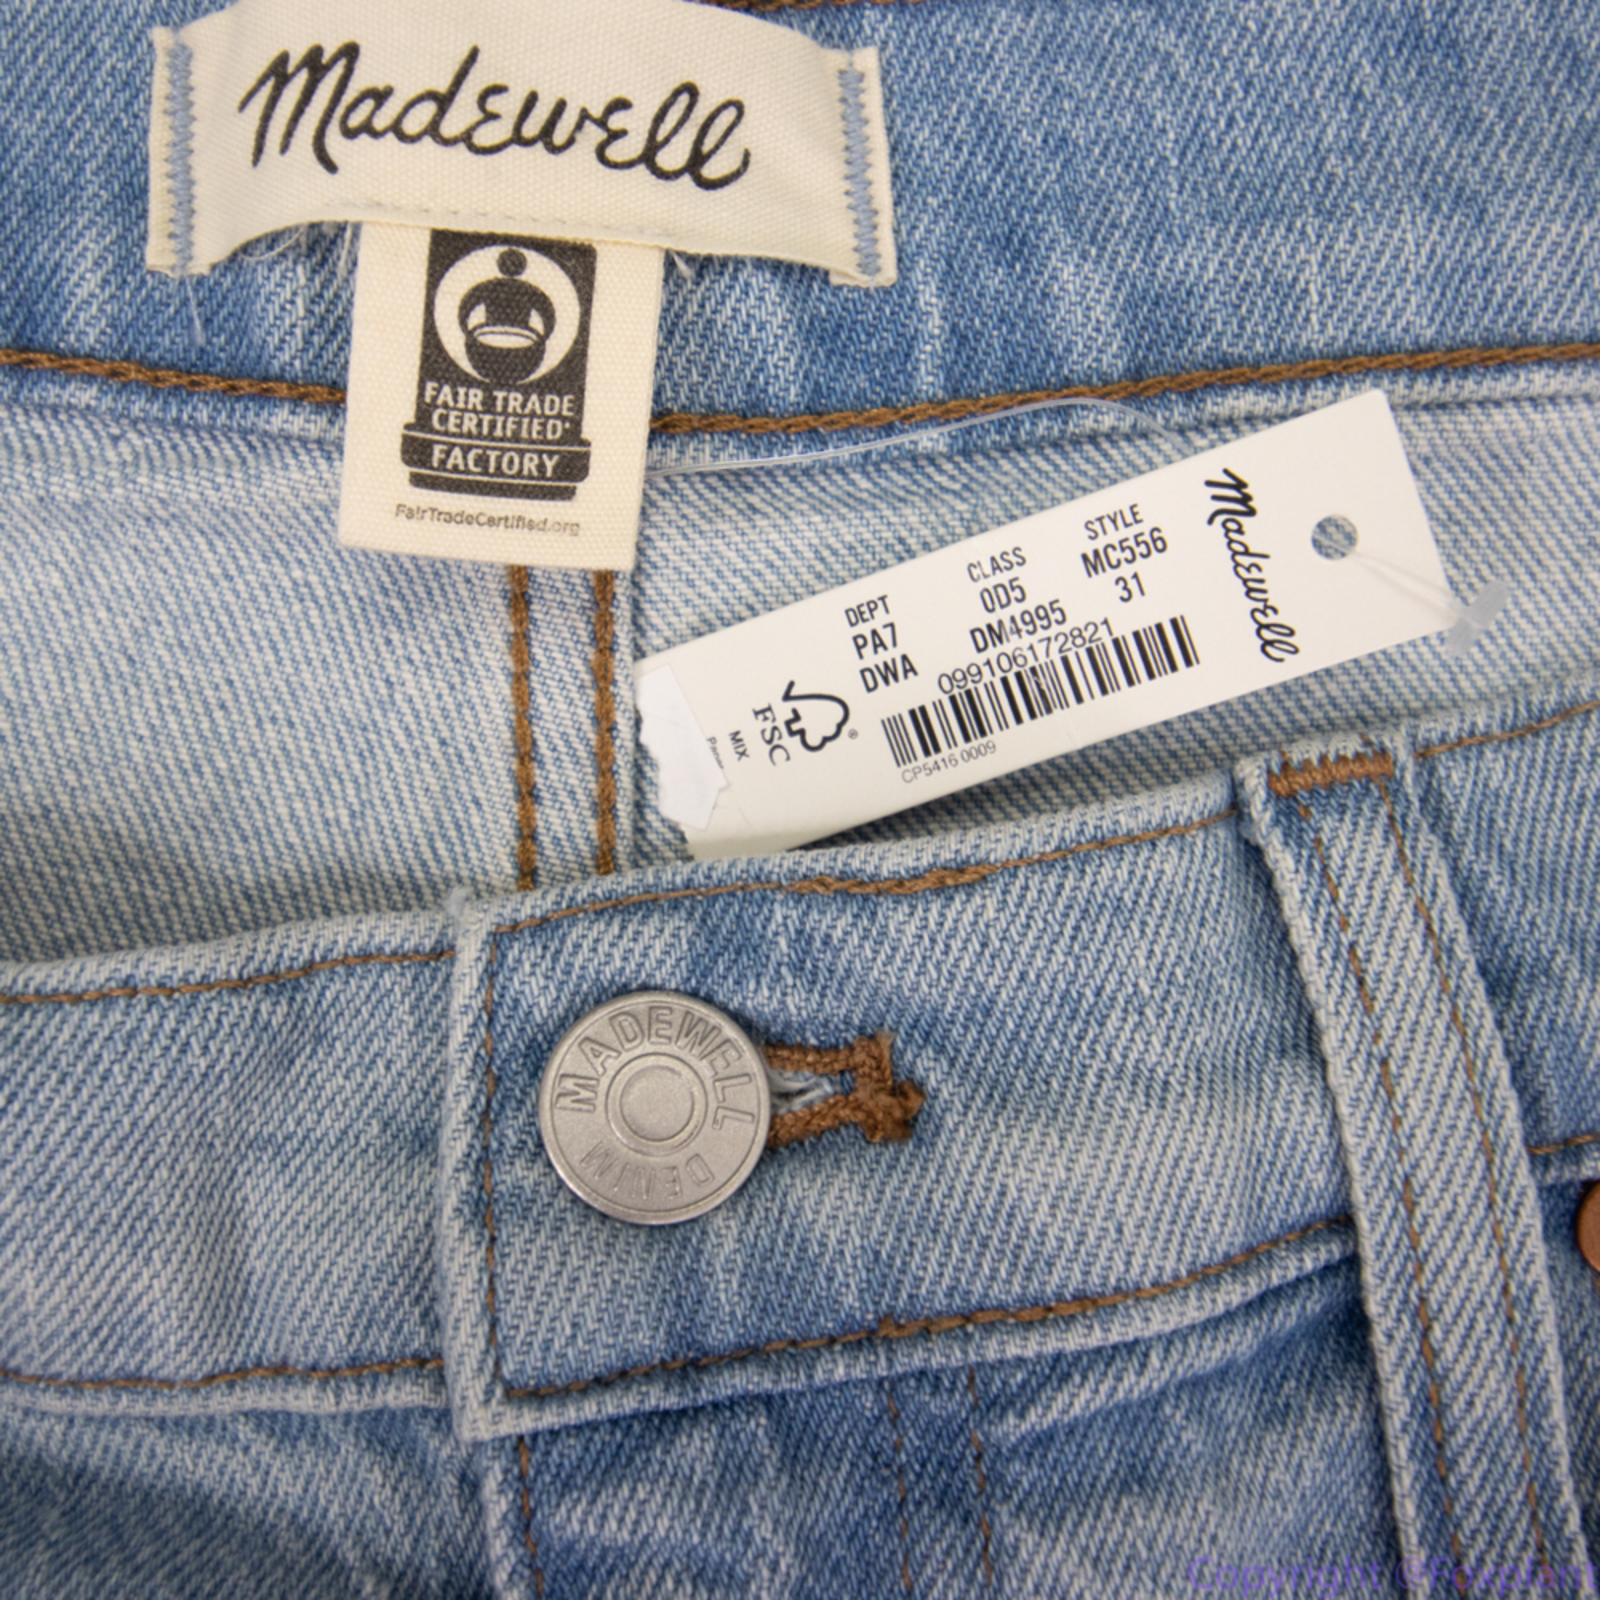 Madewell
FAIR TRADE
CERTIFIED
FACTORY
FairTradeCertified.org
Madewell
DEPT CLASS STYLE
PA7 0D5 MC556
DWA DM4995 31
099106172821
CP5416 0009
FSC
®
MIX
MADEWELL
DENIM
Copyright @Foxplant